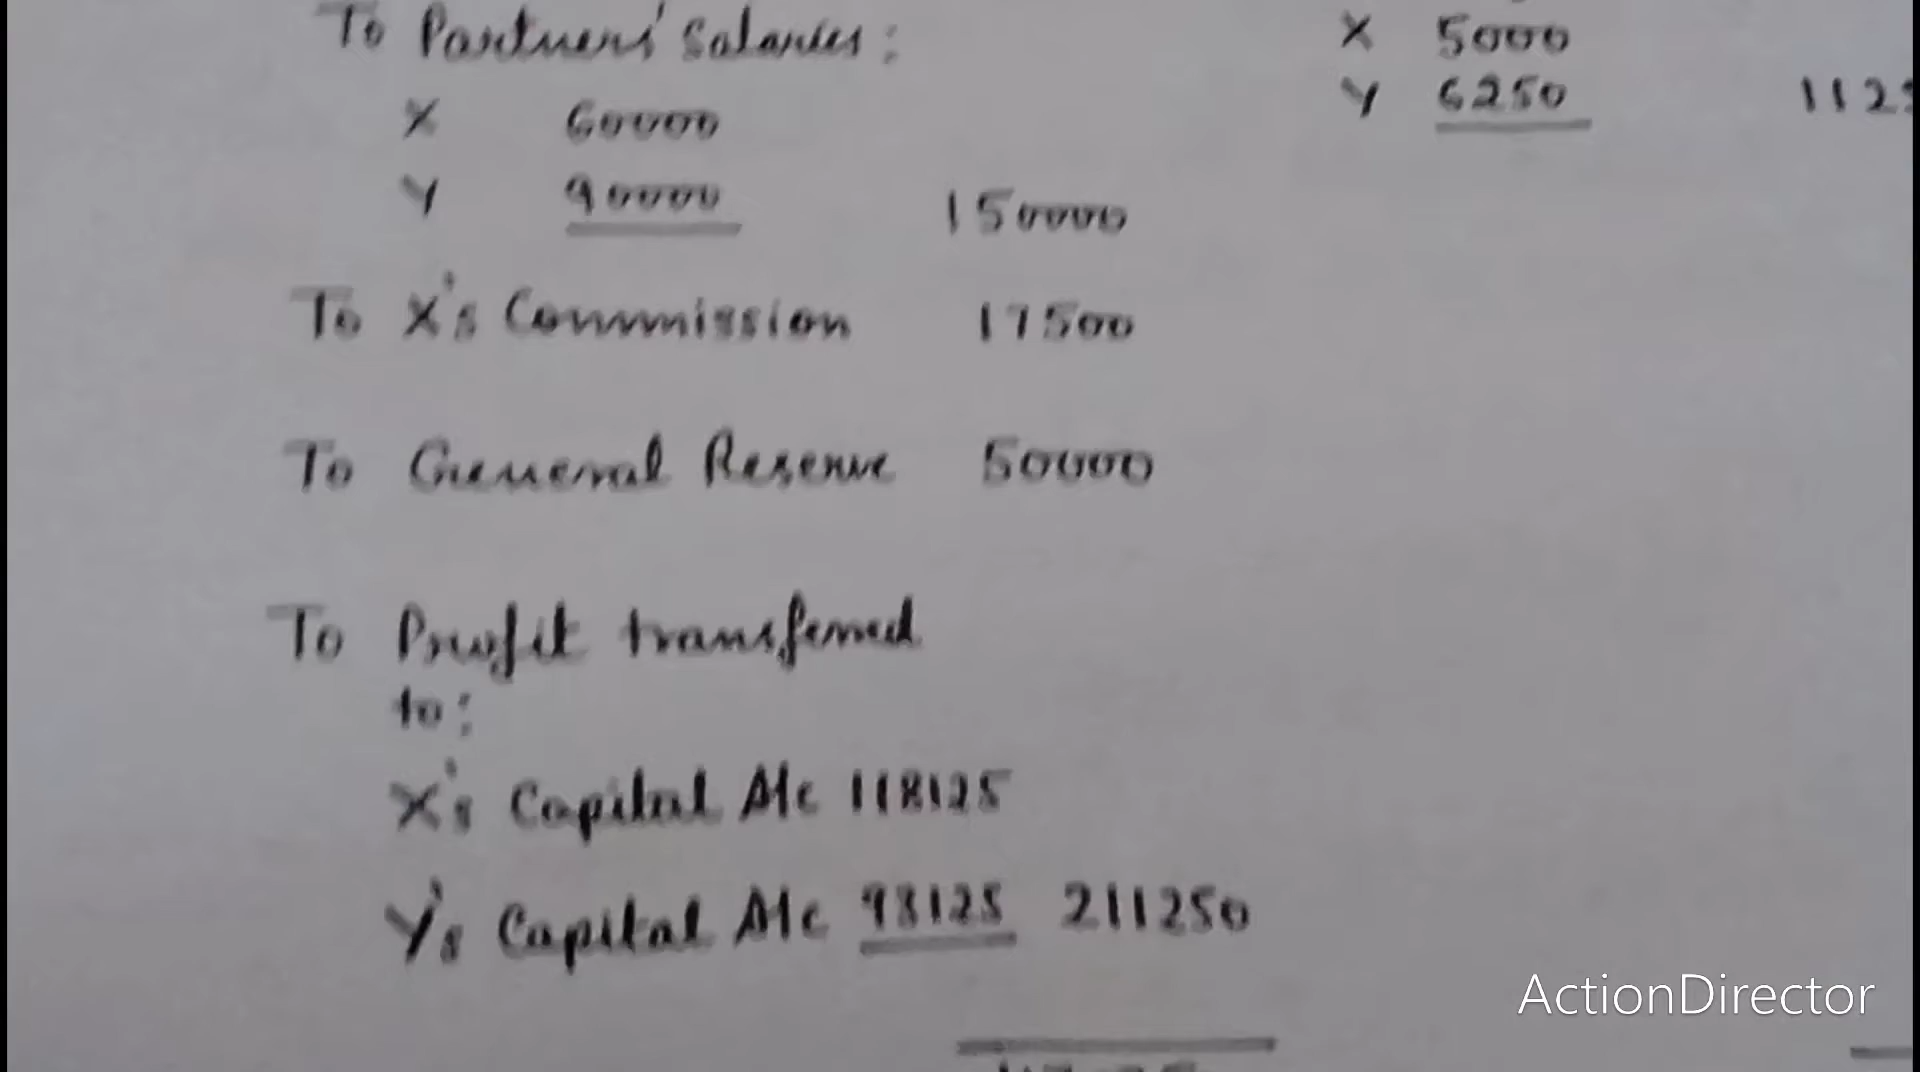 To Partners' Salaries:
X 60000
Y 90000 150000
To X's Commission 17500
To General Reserve 50000
To Profit transferred
to:
X's Capital A/c 118125
Y's Capital A/c 93125 211250
X 5000
Y 6250 112
ActionDirector